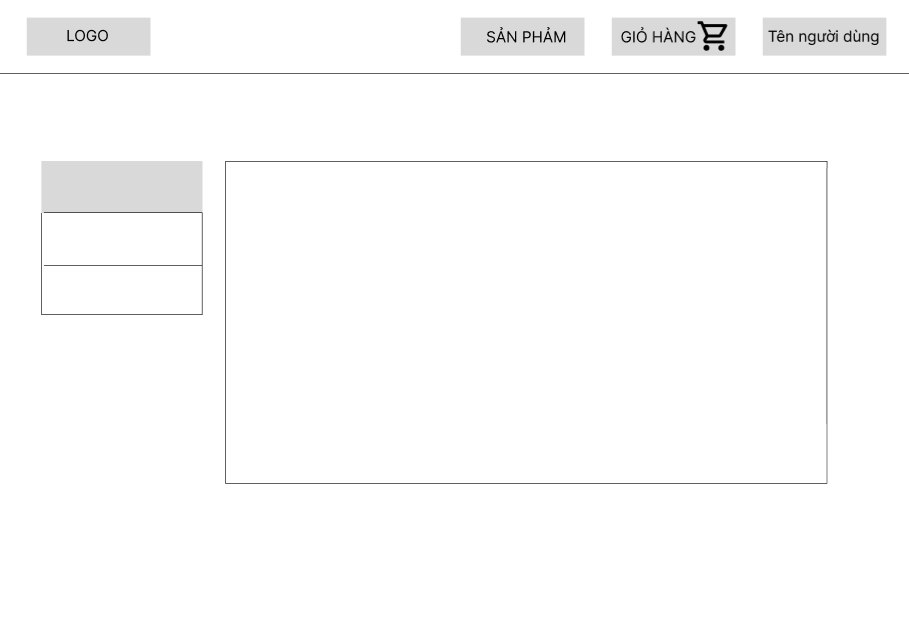 LOGO
SẢN PHẨM
GIỎ HÀNG
Tên người dùng